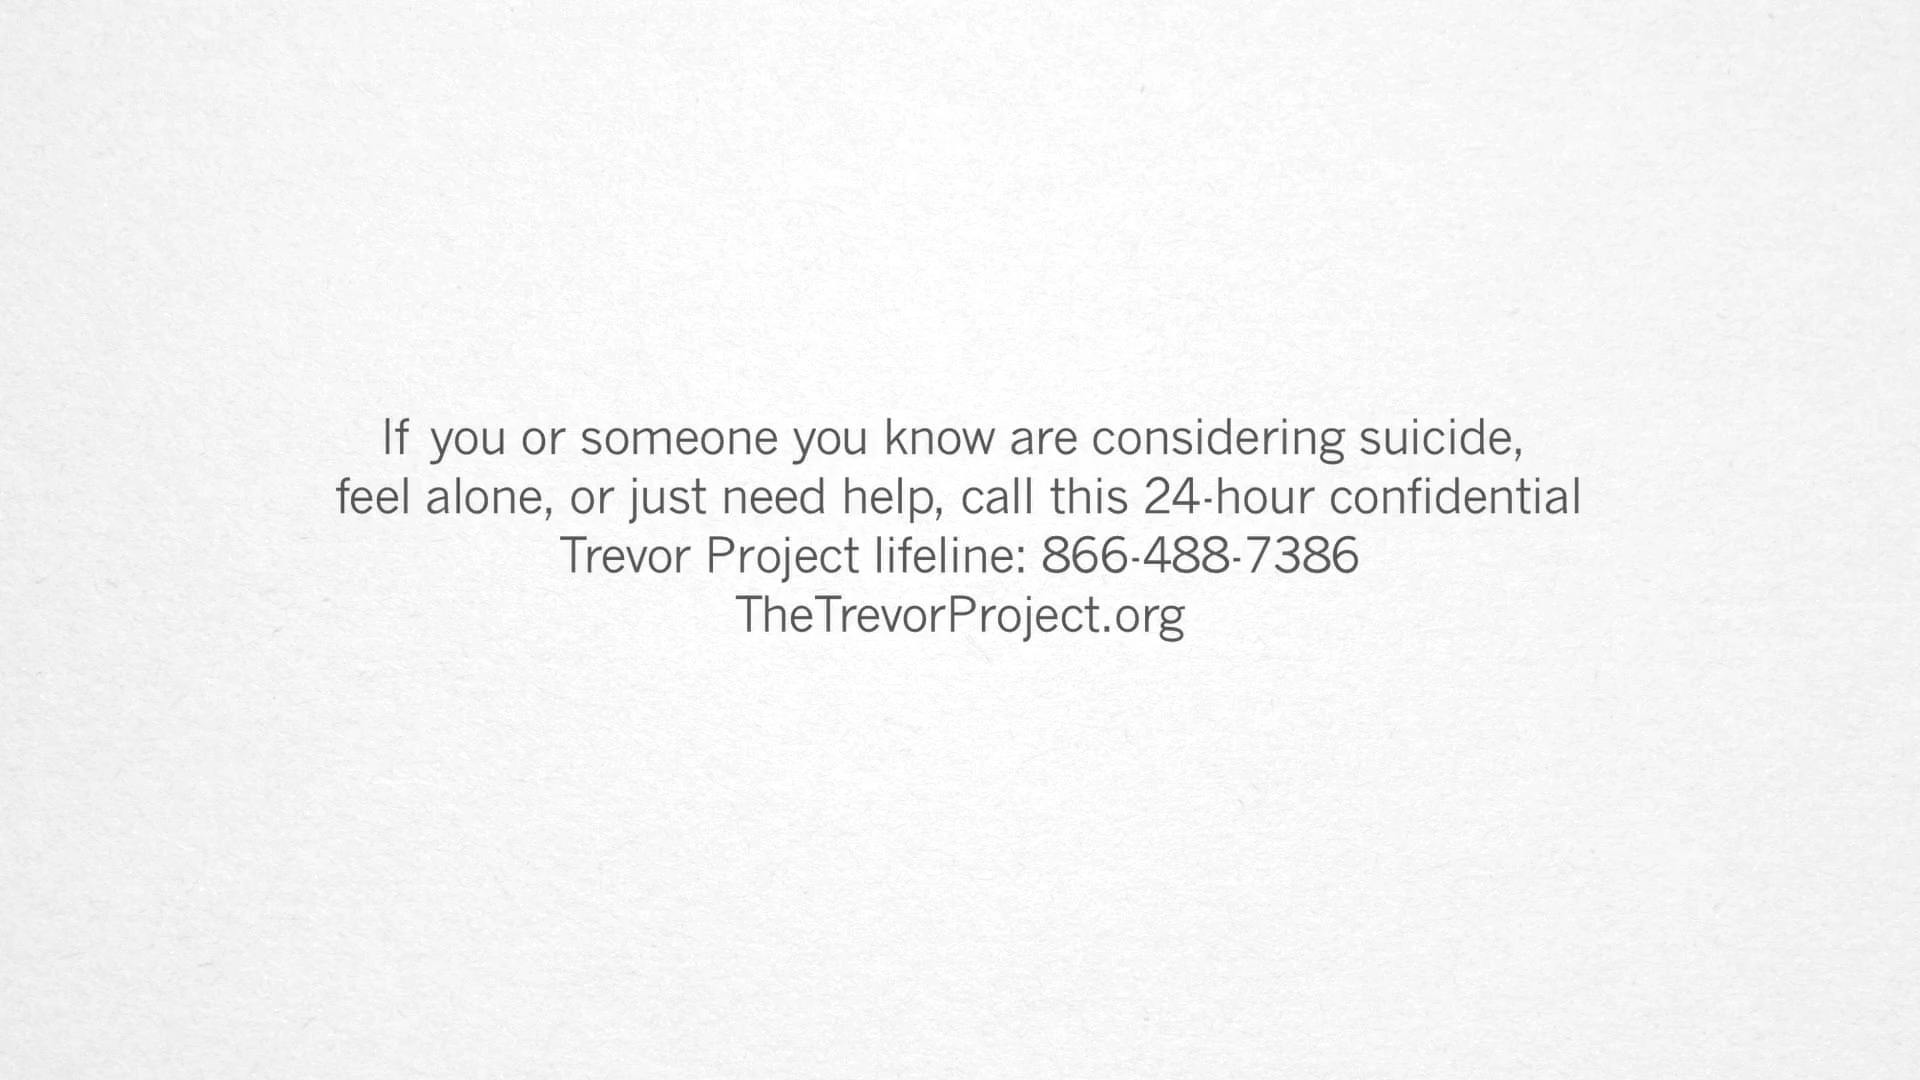 If you or someone you know are considering suicide,
feel alone, or just need help, call this 24-hour confidential
Trevor Project lifeline: 866-488-7386
TheTrevorProject.org